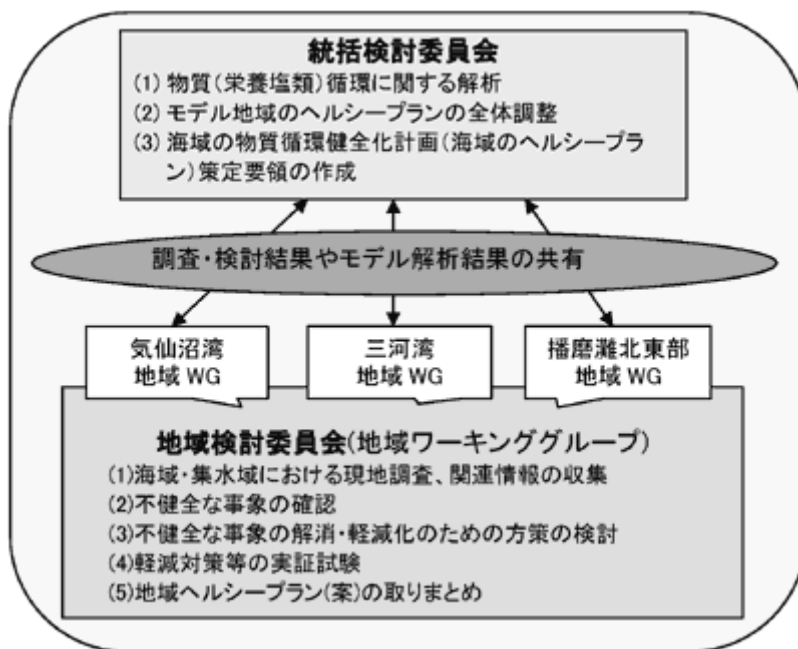 統括検討委員会
(1) 物質(栄養塩類)循環に関する解析
(2) モデル地域のヘルシープランの全体調整
(3) 海域の物質循環健全化計画(海域のヘルシープラ
ン)策定要領の作成
調査・検討結果やモデル解析結果の共有
気仙沼湾
地域 WG
三河湾
地域 WG
播磨灘北東部
地域 WG
地域検討委員会(地域ワーキンググループ)
(1)海域・集水域における現地調査、関連情報の収集
(2)不健全な事象の確認
(3)不健全な事象の解消・軽減化のための方策の検討
(4)軽減対策等の実証試験
(5)地域ヘルシープラン(案)の取りまとめ